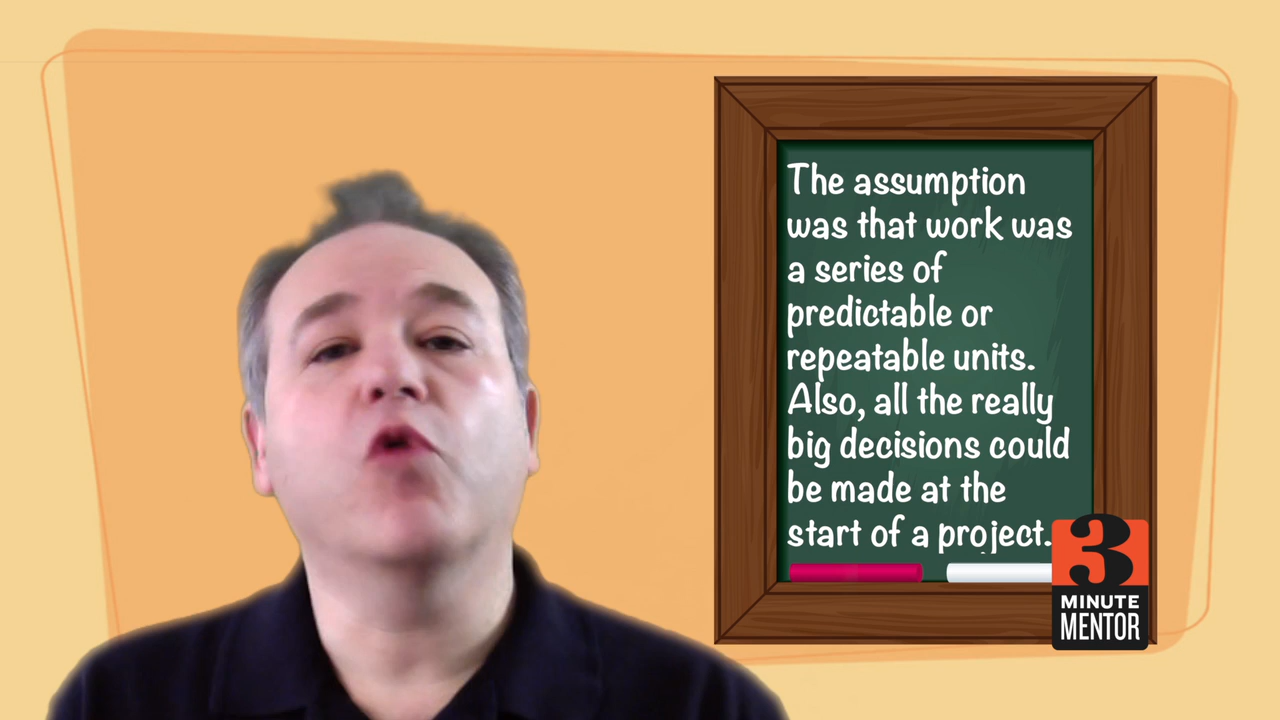 The assumption
was that work was
a series of
predictable or
repeatable units.
Also, all the really
big decisions could
be made at the
start of a project.
3
MINUTE
MENTOR